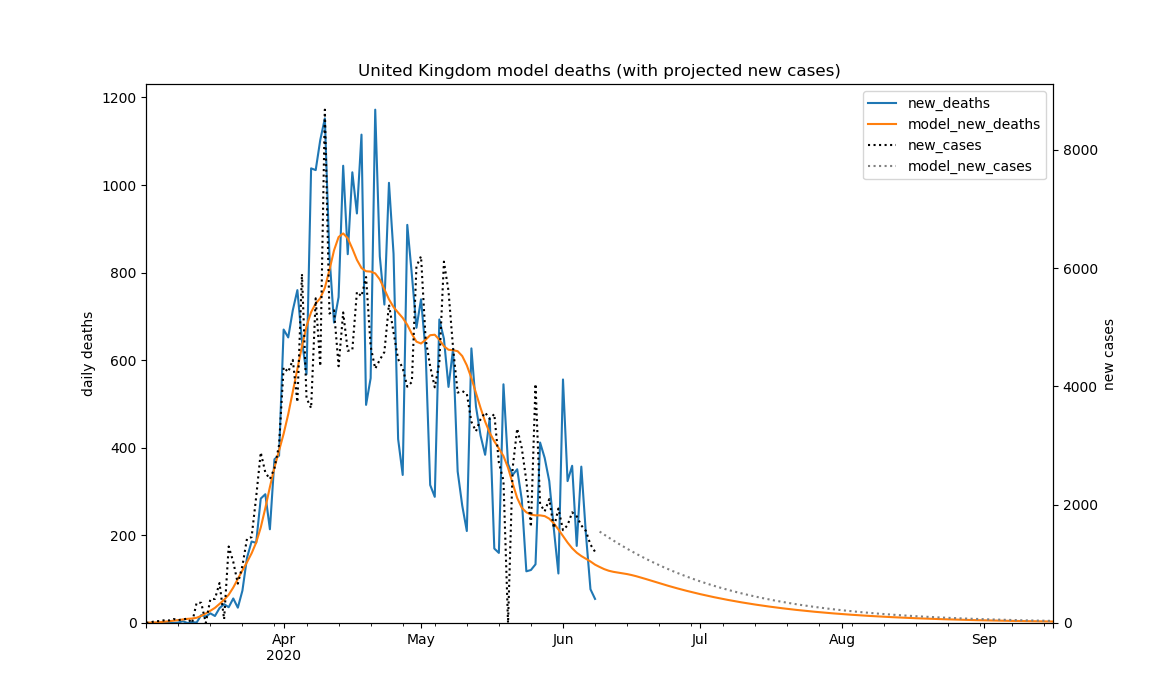 United Kingdom model deaths (with projected new cases)
1200
1000
800
600
400
200
0
daily deaths
8000
6000
4000
2000
0
new cases
new_deaths
model_new_deaths
new_cases
model_new_cases
Apr
2020
May
Jun
Jul
Aug
Sep